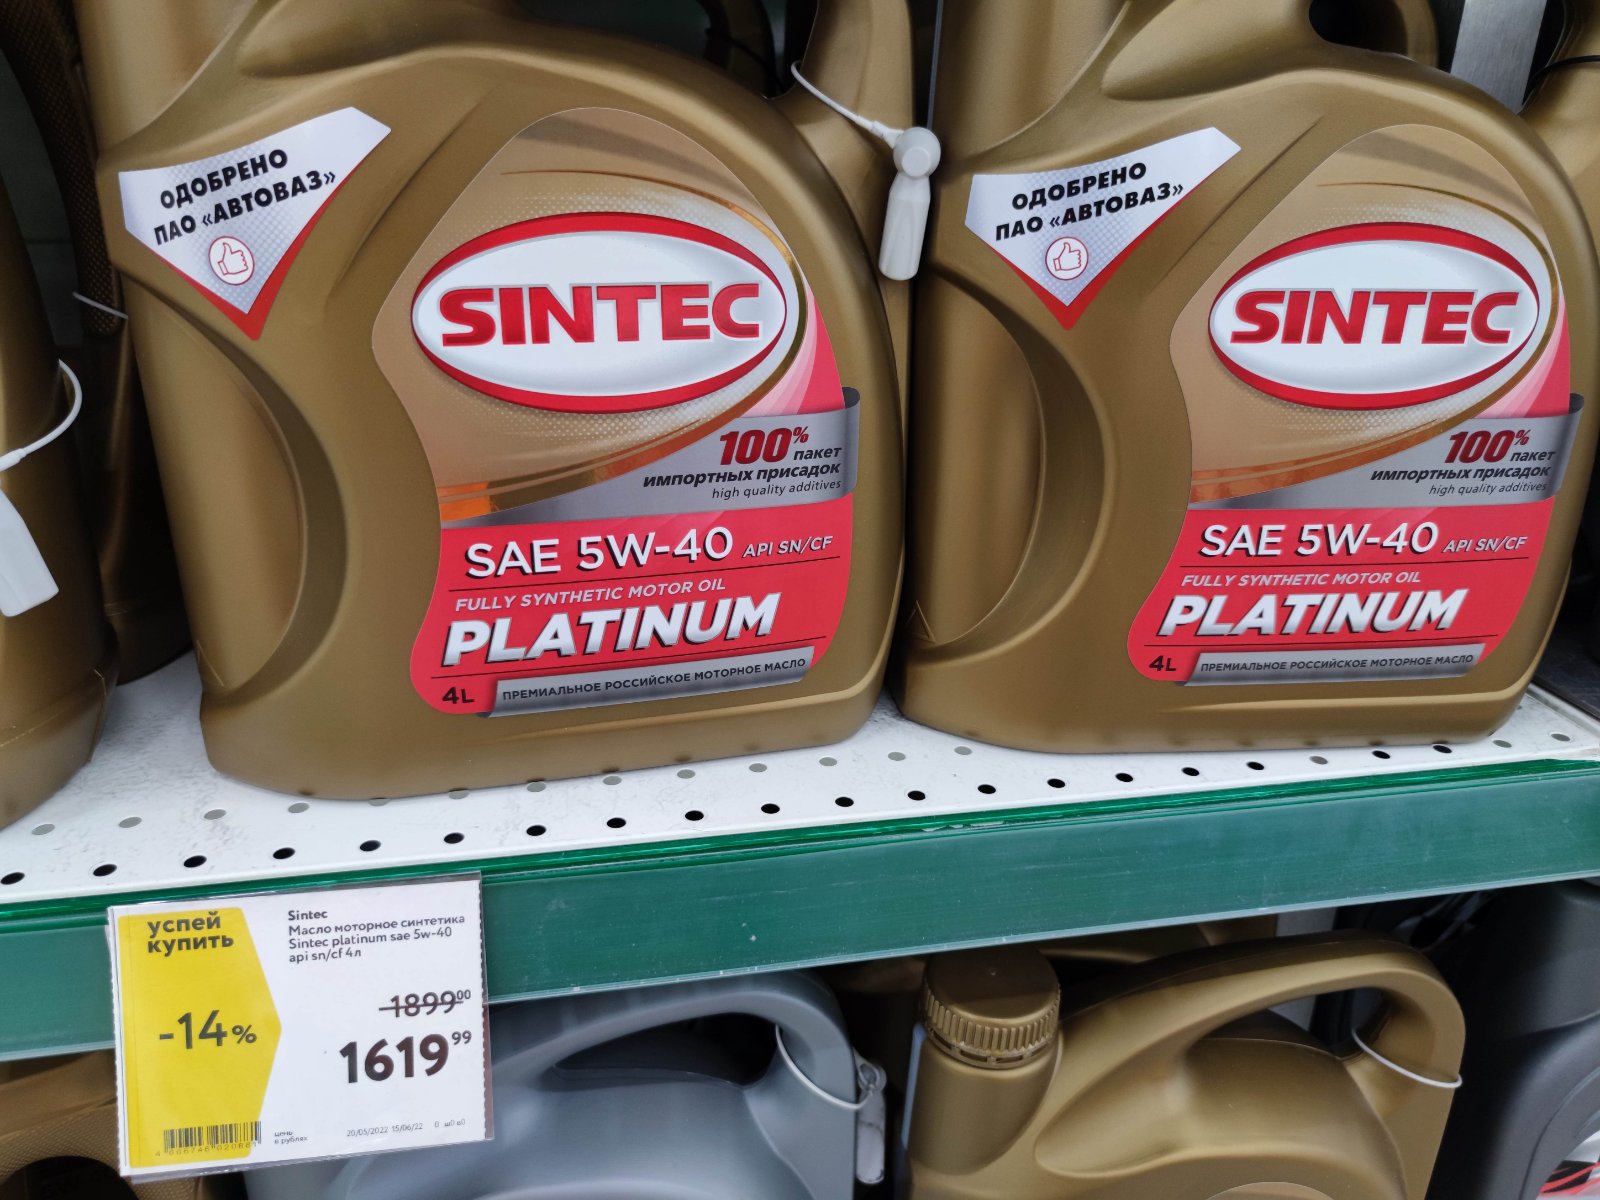 ОДОБРЕНО
ПАО «АВТОВАЗ»
SINTEC
100% пакет
импортных присадок
high quality additives
SAE 5W-40 API SN/CF
FULLY SYNTHETIC MOTOR OIL
PLATINUM
4L ПРЕМИАЛЬНОЕ РОССИЙСКОЕ МОТОРНОЕ МАСЛО
ОДОБРЕНО
ПАО «АВТОВАЗ»
SINTEC
100% пакет
импортных присадок
high quality additives
SAE 5W-40 API SN/CF
FULLY SYNTHETIC MOTOR OIL
PLATINUM
4L ПРЕМИАЛЬНОЕ РОССИЙСКОЕ МОТОРНОЕ МАСЛО
успей
купить
-14%
Sintec
Масло моторное синтетика
Sintec platinum sae 5w-40
api sn/cf 4л
1899 00
1619 99
цены
в рублях
20/05/2022 15/06/22